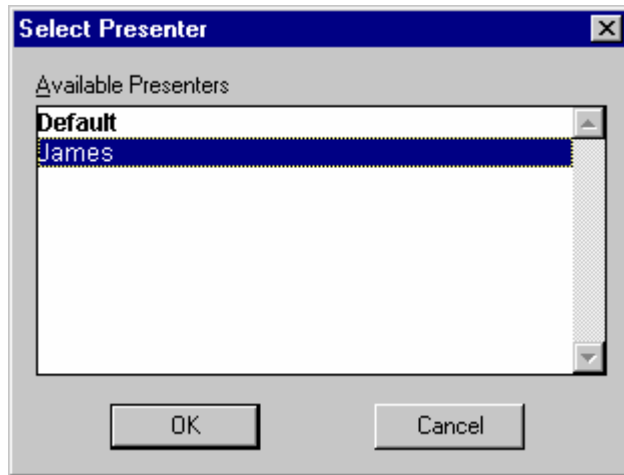 Select Presenter
Available Presenters
Default
James
OK Cancel